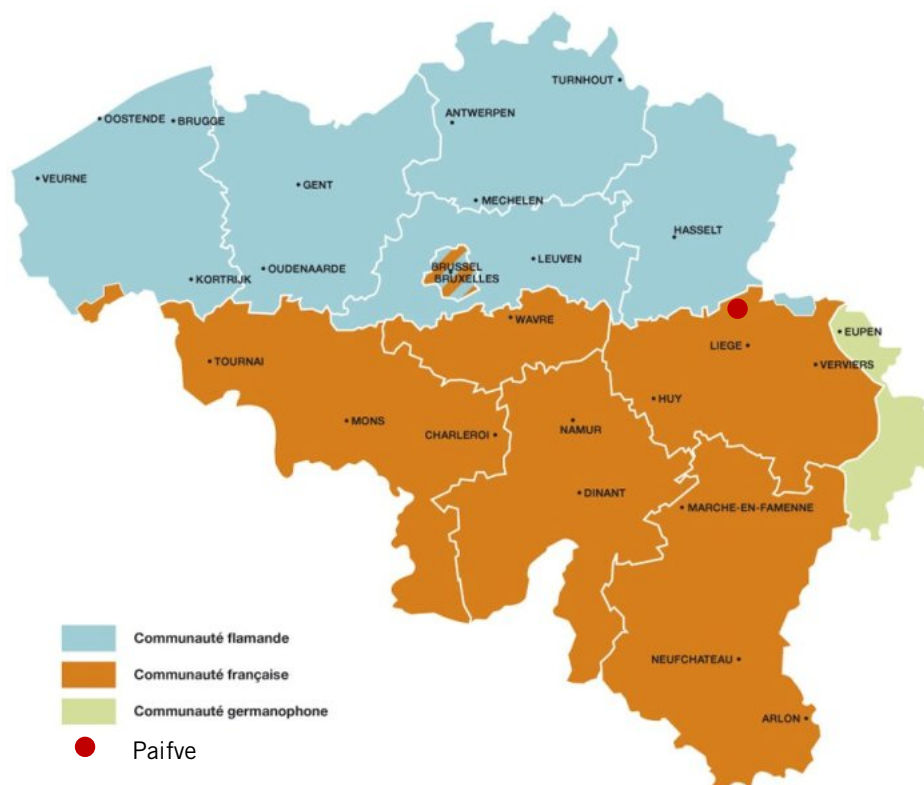 TURNHOUT
OOSTENDE
BRUGGE
ANTWERPEN
VEURNE
GENT
MECHELEN
HASSELT
LEUVEN
OUDENAARDE
KORTRIJK
BRUSSEL
BRUXELLES
WAVRE
EUPEN
LIEGE
TOURNAI
VERVIERS
HUY
MONS
NAMUR
CHARLEROI
DINANT
MARCHE-EN-FAMENNE
Communauté flamande
Communauté française
NEUFCHATEAU
Communauté germanophone
ARLON
Paifve